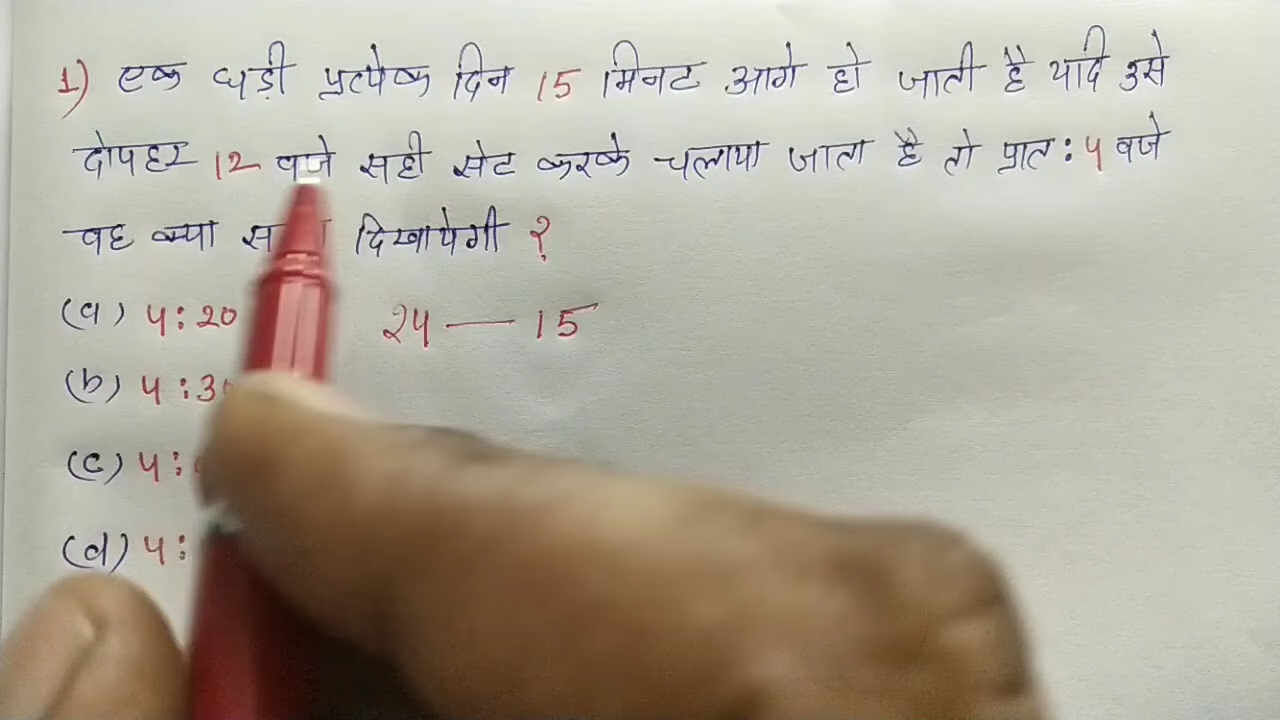 1) एक घड़ी प्रत्येक दिन 15 मिनट आगे हो जाती है यदि उसे
दोपहर 12 बजे सही सेट करके चलाया जाता है तो प्रात: 4 बजे
वह क्या दिखायेगी ?
(a) 4:20
24 — 15
(b) 4:30
(c) 4:
(d) 4: